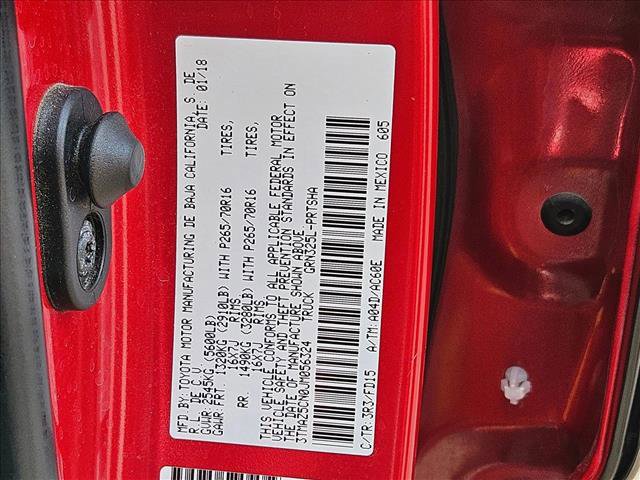 MFD BY: TOYOTA MOTOR MANUFACTURING DE BAJA CALIFORNIA, S. DE
R.L. DE C.V. DATE: 01/18
GVWR 2545KG (5600LB)
GAWR FRT. 1320KG (2910LB) WITH P265/70R16 TIRES,
16X7J RIMS,
RR. 1490KG (3280LB) WITH P265/70R16 TIRES,
16X7J RIMS.
THIS VEHICLE CONFORMS TO ALL APPLICABLE FEDERAL MOTOR
VEHICLE SAFETY AND THEFT PREVENTION STANDARDS IN EFFECT ON
THE DATE OF MANUFACTURE SHOWN ABOVE.
3TMAZ5CN0JM056324 TRUCK GRN325L-PRTSHA
C/TR: 3R3/FD15 A/TM: A04D/AC60E MADE IN MEXICO 605